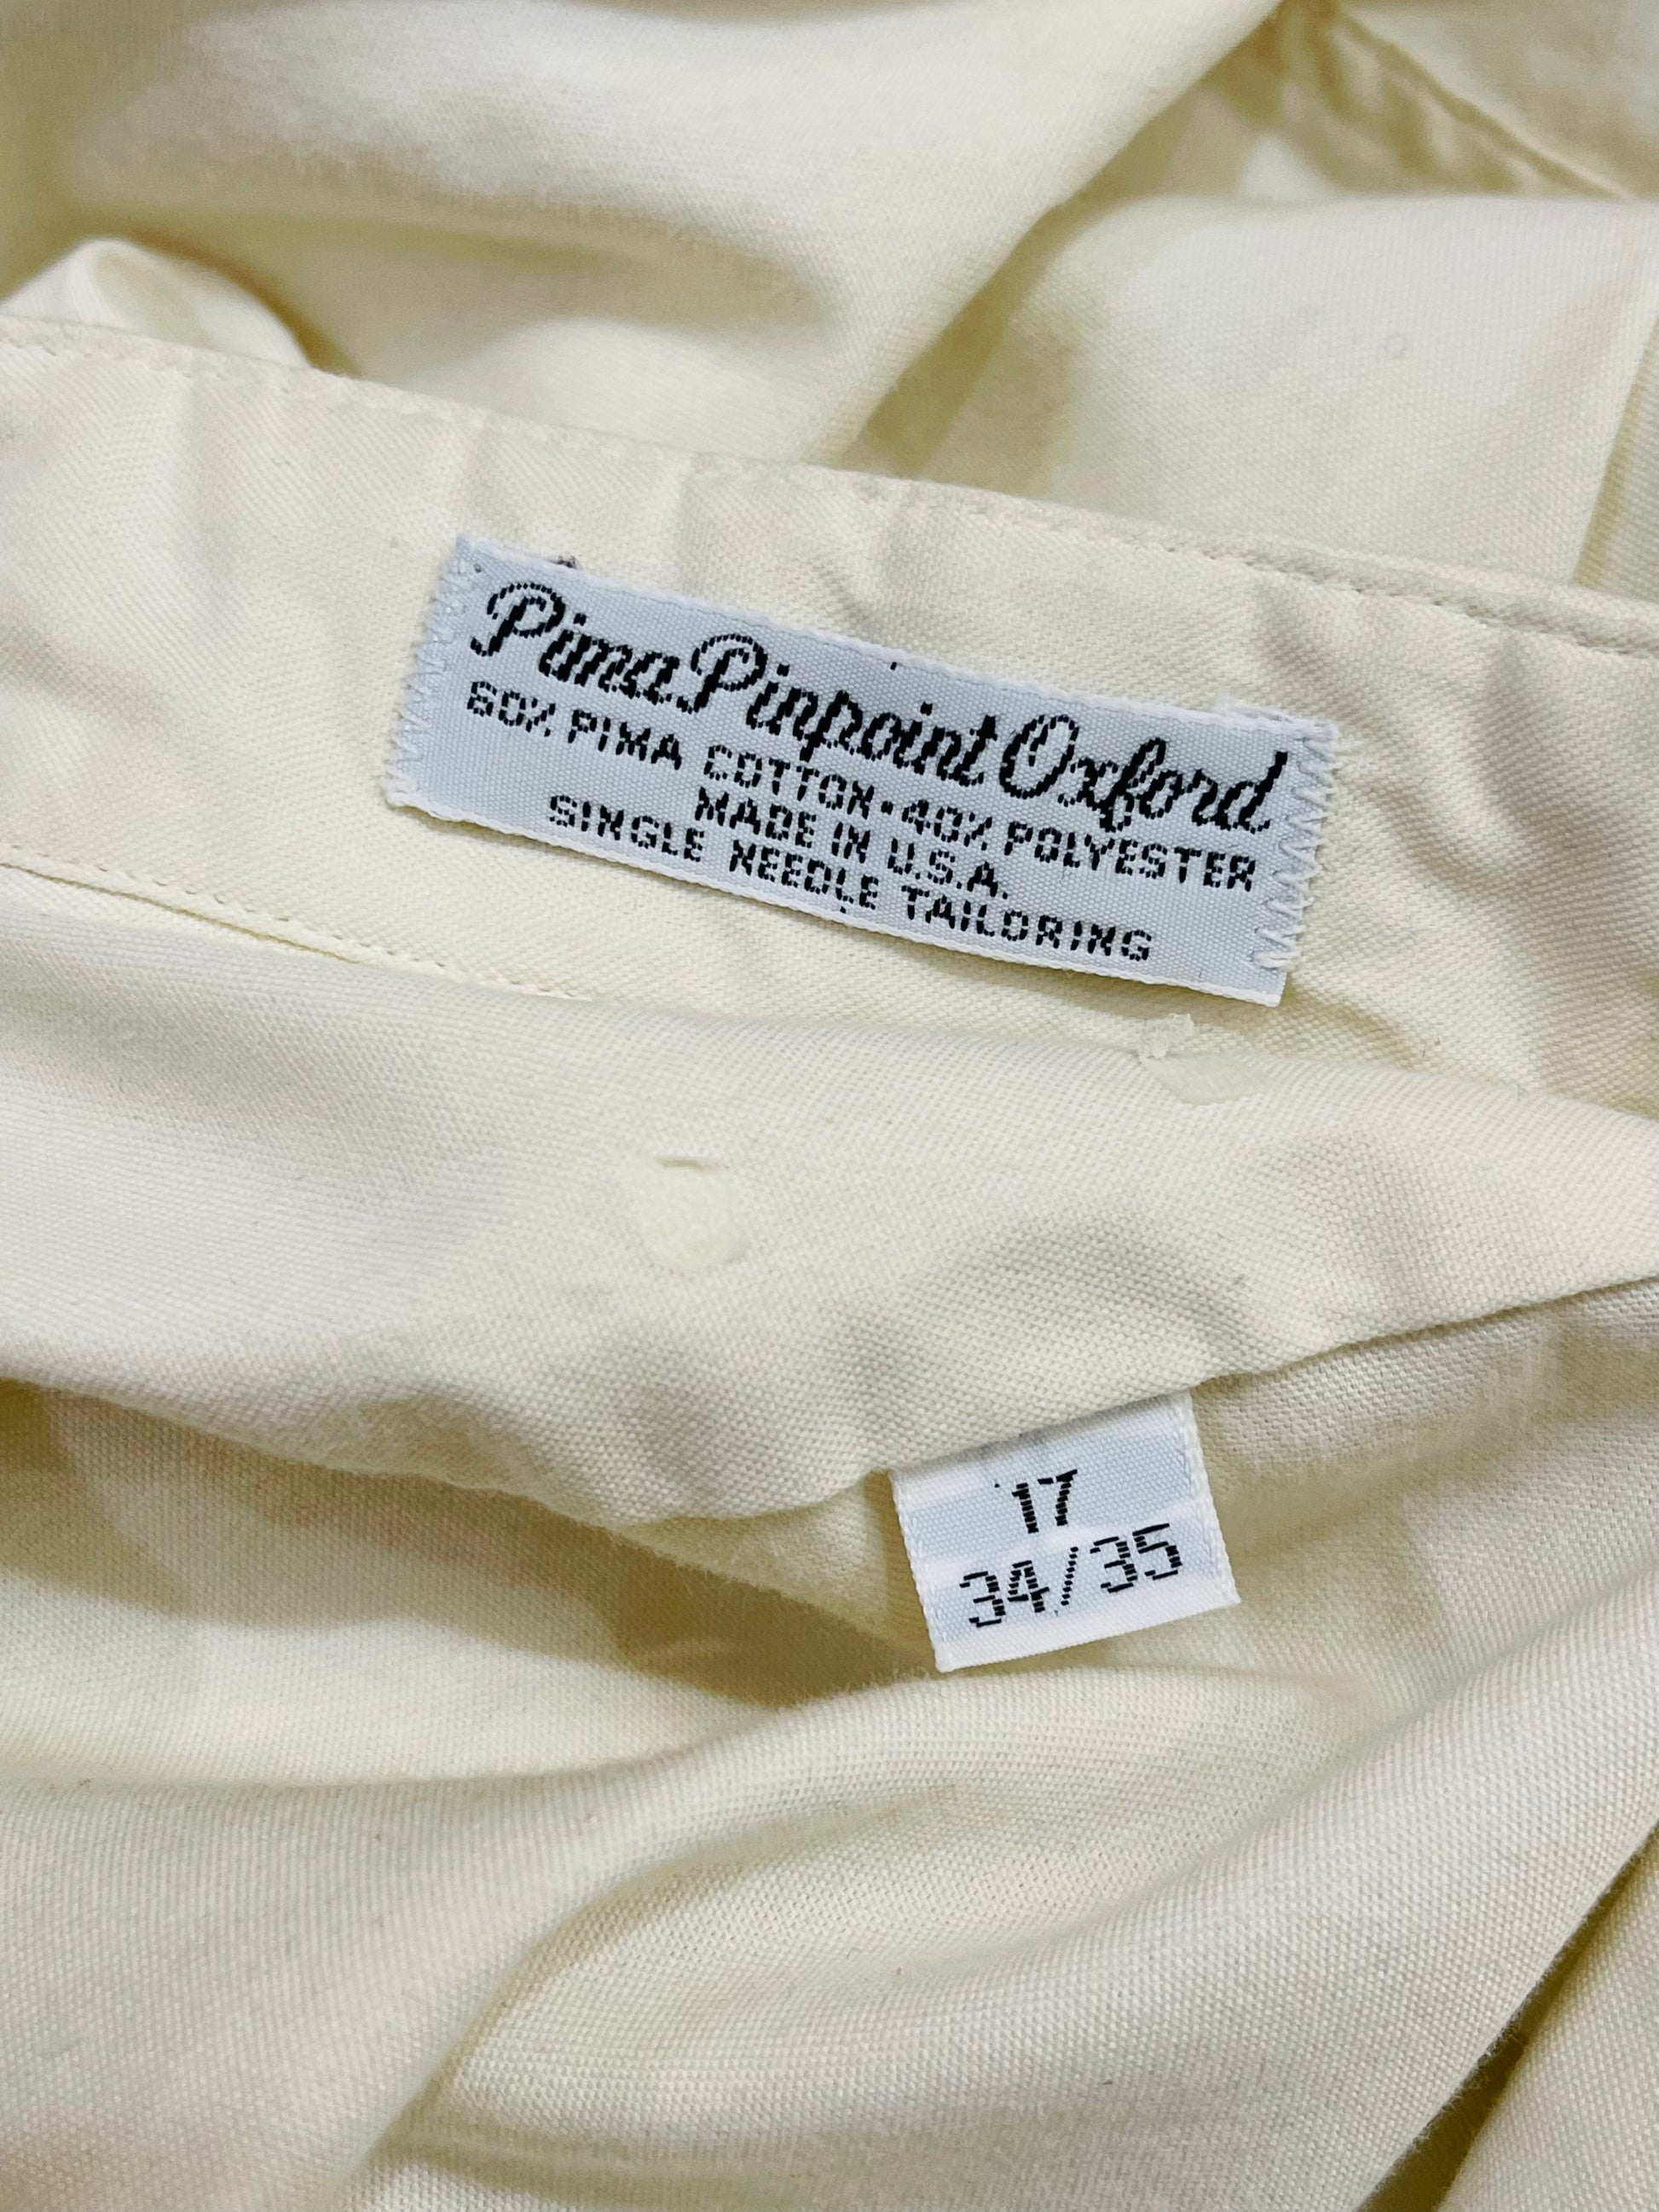 Pima Pinpoint Oxford
60% PIMA COTTON • 40% POLYESTER
MADE IN U.S.A.
SINGLE NEEDLE TAILORING
17
34/35